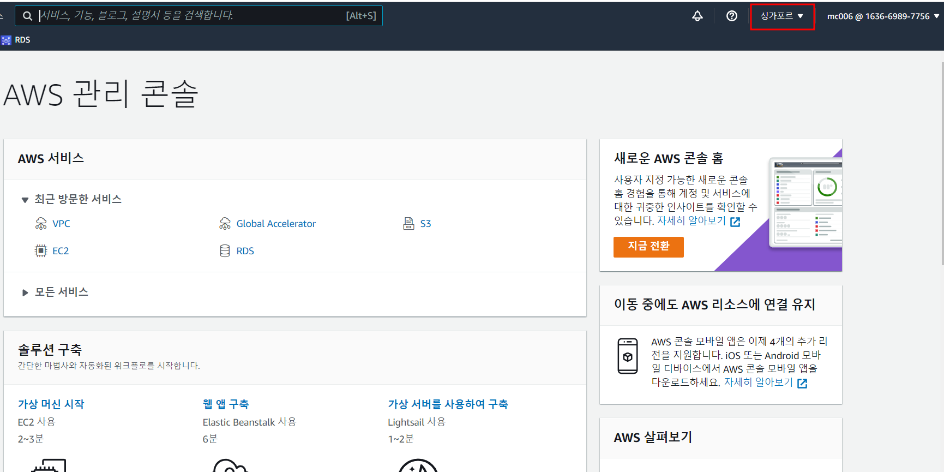 서비스, 기능, 블로그, 설명서 등을 검색합니다. [Alt+S]
싱가포르 ▼
mc006 @ 1636-6989-7756 ▼
RDS
AWS 관리 콘솔
AWS 서비스
▼ 최근 방문한 서비스
VPC
Global Accelerator
S3
EC2
RDS
▶ 모든 서비스
솔루션 구축
간단한 마법사와 자동화된 워크플로를 시작합니다.
가상 머신 시작
EC2 사용
2~3분
웹 앱 구축
Elastic Beanstalk 사용
6분
가상 서버를 사용하여 구축
Lightsail 사용
1~2분
새로운 AWS 콘솔 홈
사용자 지정 가능한 새로운 콘솔
홈 경험을 통해 계정 및 서비스에
대한 귀중한 인사이트를 확인할 수
있습니다. 자세히 알아보기
지금 전환
이동 중에도 AWS 리소스에 연결 유지
AWS 콘솔 모바일 앱은 이제 4개의 추가 리
전을 지원합니다. iOS 또는 Android 모바
일 디바이스에서 AWS 콘솔 모바일 앱을
다운로드하세요. 자세히 알아보기
AWS 살펴보기